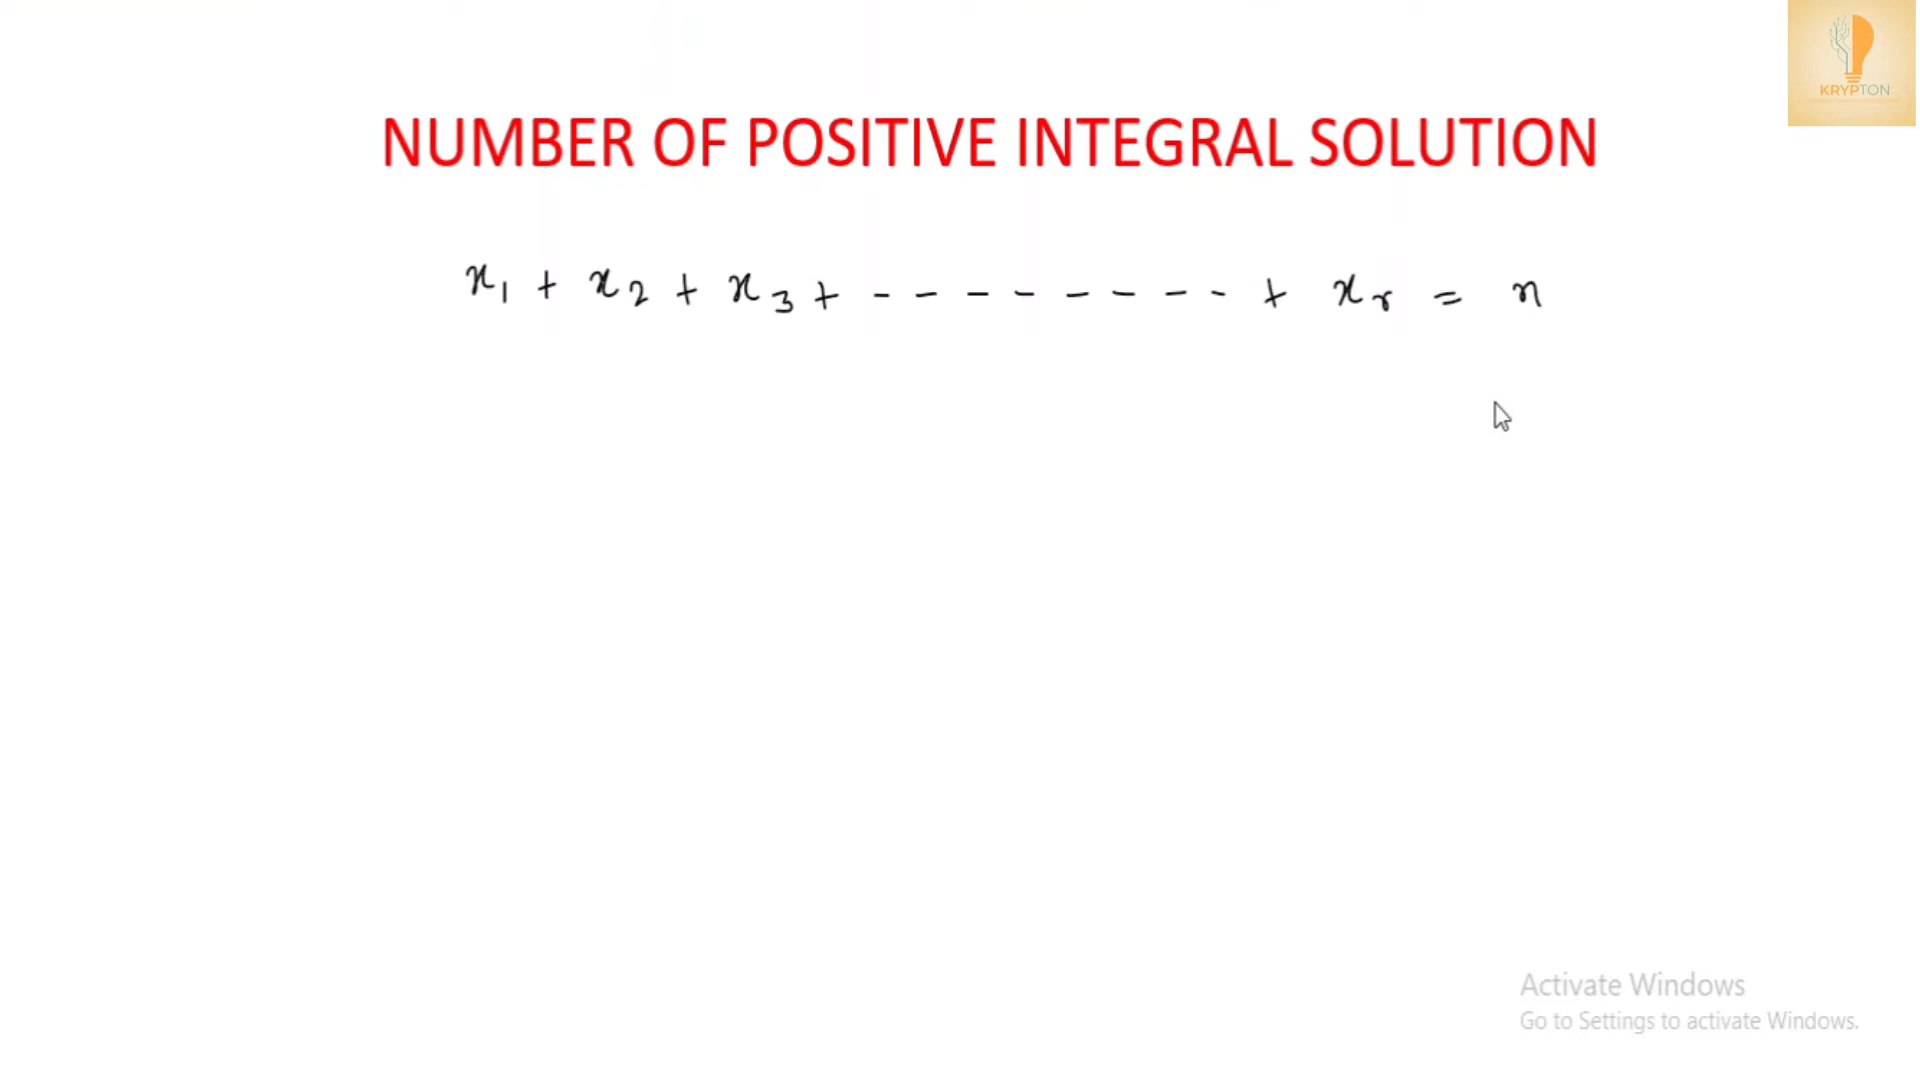 KRYPTON
NUMBER OF POSITIVE INTEGRAL SOLUTION
x₁ + x₂ + x₃ + - - - - - - - - + xᵣ = n
Activate Windows
Go to Settings to activate Windows.